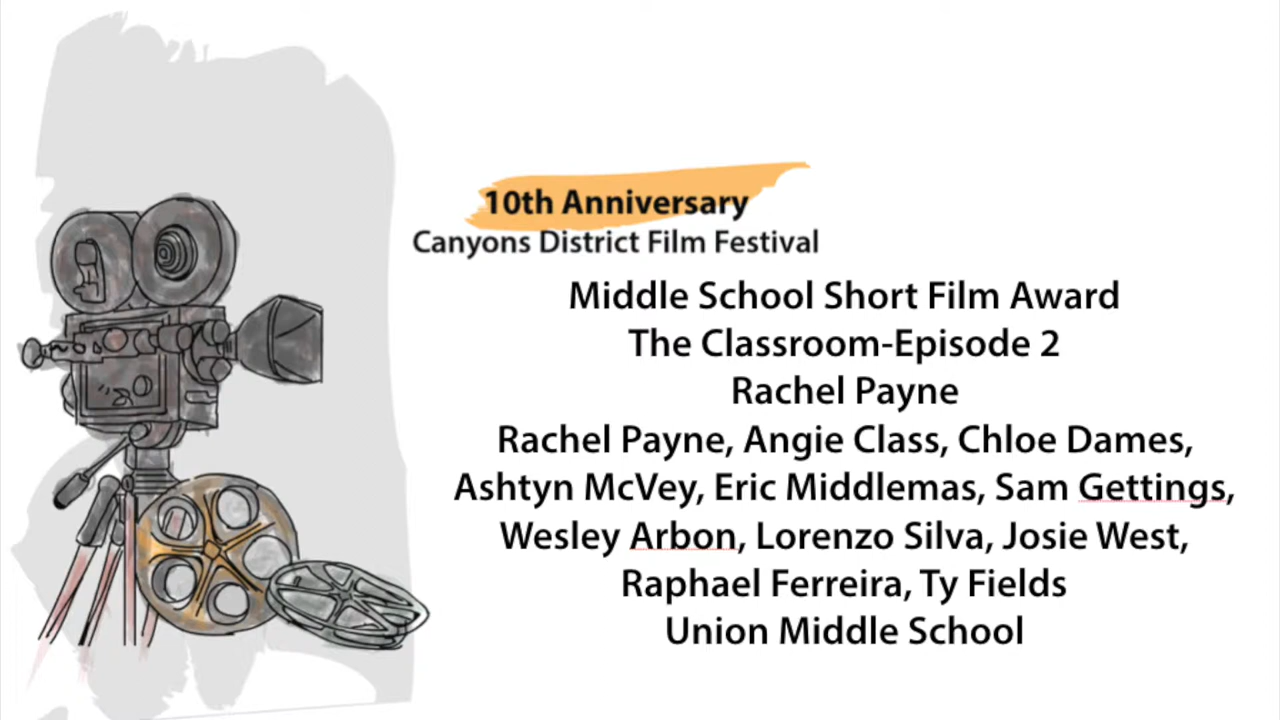 10th Anniversary
Canyons District Film Festival
Middle School Short Film Award
The Classroom-Episode 2
Rachel Payne
Rachel Payne, Angie Class, Chloe Dames,
Ashtyn McVey, Eric Middlemas, Sam Gettings,
Wesley Arbon, Lorenzo Silva, Josie West,
Raphael Ferreira, Ty Fields
Union Middle School